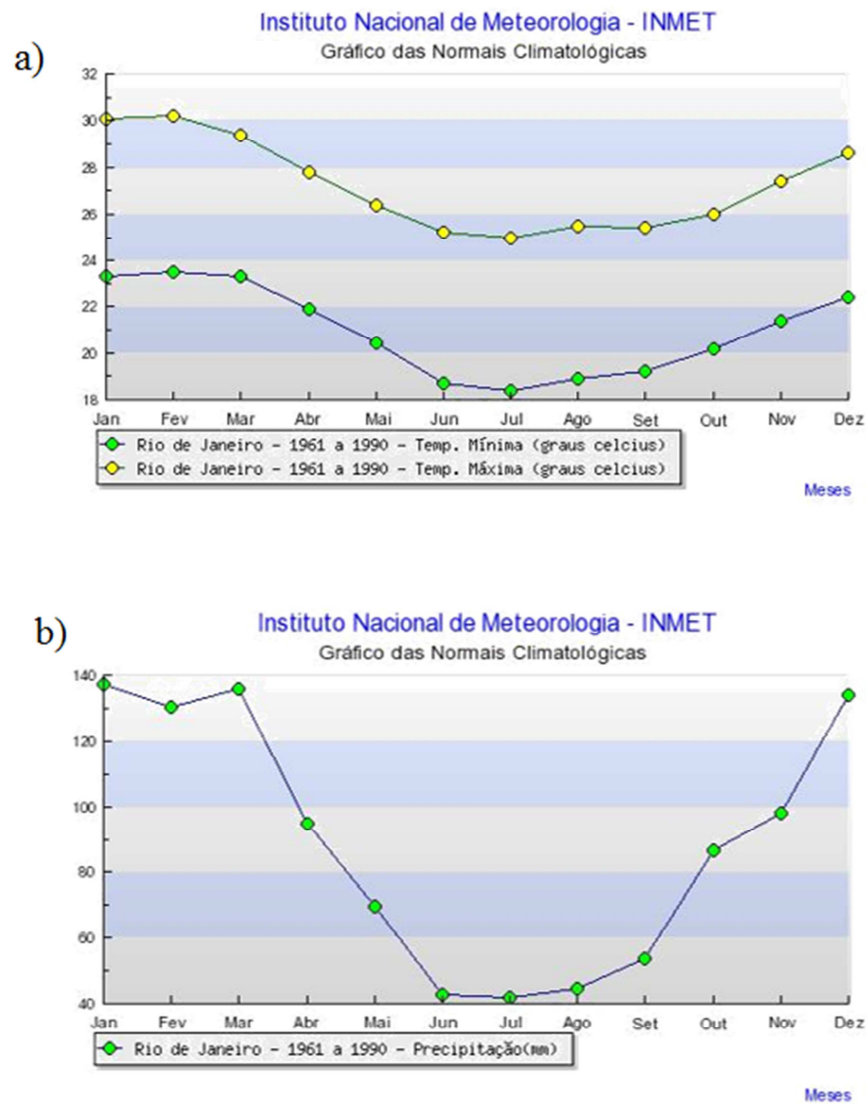 a)
Instituto Nacional de Meteorologia - INMET
Gráfico das Normais Climatológicas
32
30
28
26
24
22
20
18
Jan Fev Mar Abr Mai Jun Jul Ago Set Out Nov Dez
Rio de Janeiro - 1961 a 1990 - Temp. Mínima (graus celcius)
Rio de Janeiro - 1961 a 1990 - Temp. Máxima (graus celcius)
Meses
b)
Instituto Nacional de Meteorologia - INMET
Gráfico das Normais Climatológicas
140
120
100
80
60
40
Jan Fev Mar Abr Mai Jun Jul Ago Set Out Nov Dez
Rio de Janeiro - 1961 a 1990 - Precipitação(mm)
Meses